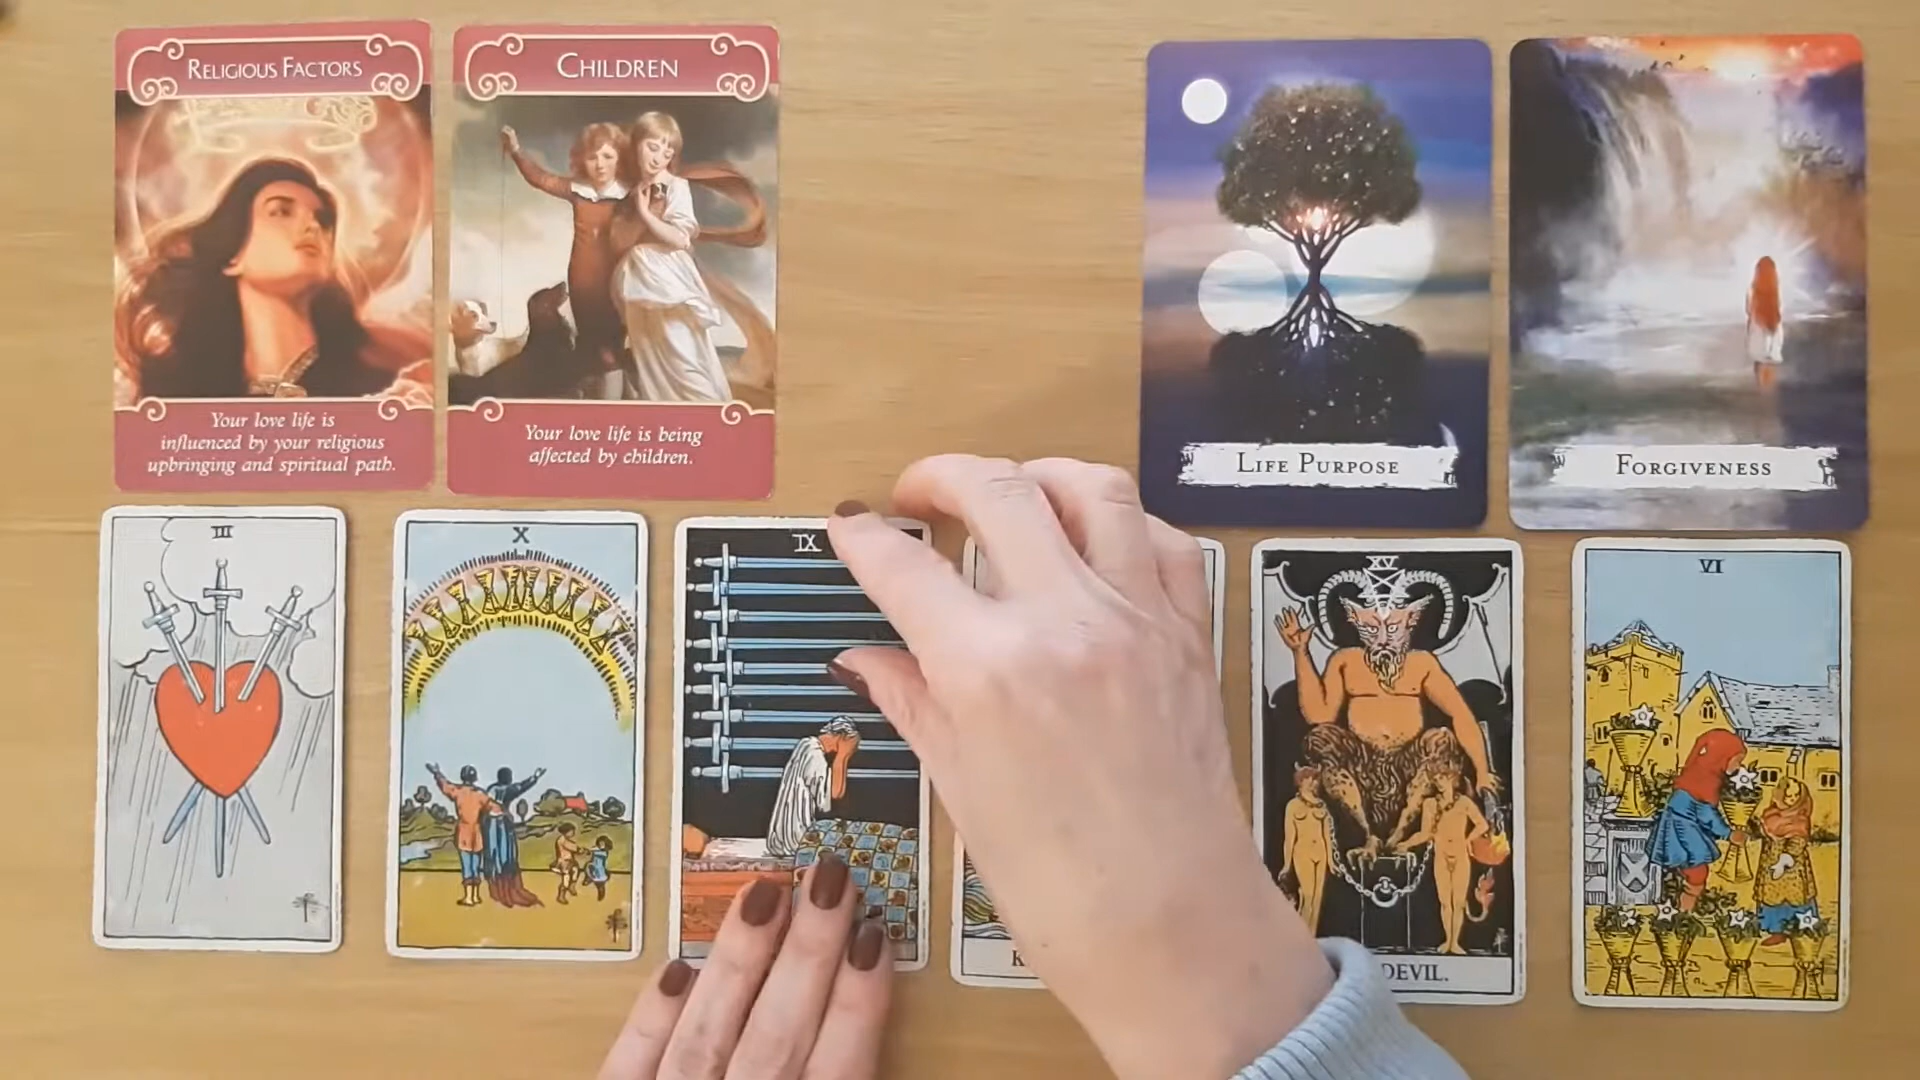 RELIGIOUS FACTORS
Your love life is
influenced by your religious
upbringing and spiritual path.
CHILDREN
Your love life is being
affected by children.
LIFE PURPOSE
FORGIVENESS
III
X
IX
XV
DEVIL.
VI